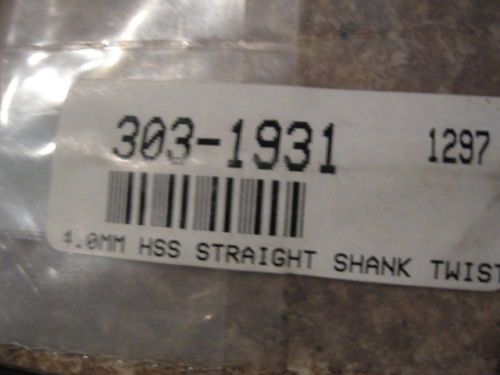 303-1931 1297
4.0MM HSS STRAIGHT SHANK TWIST